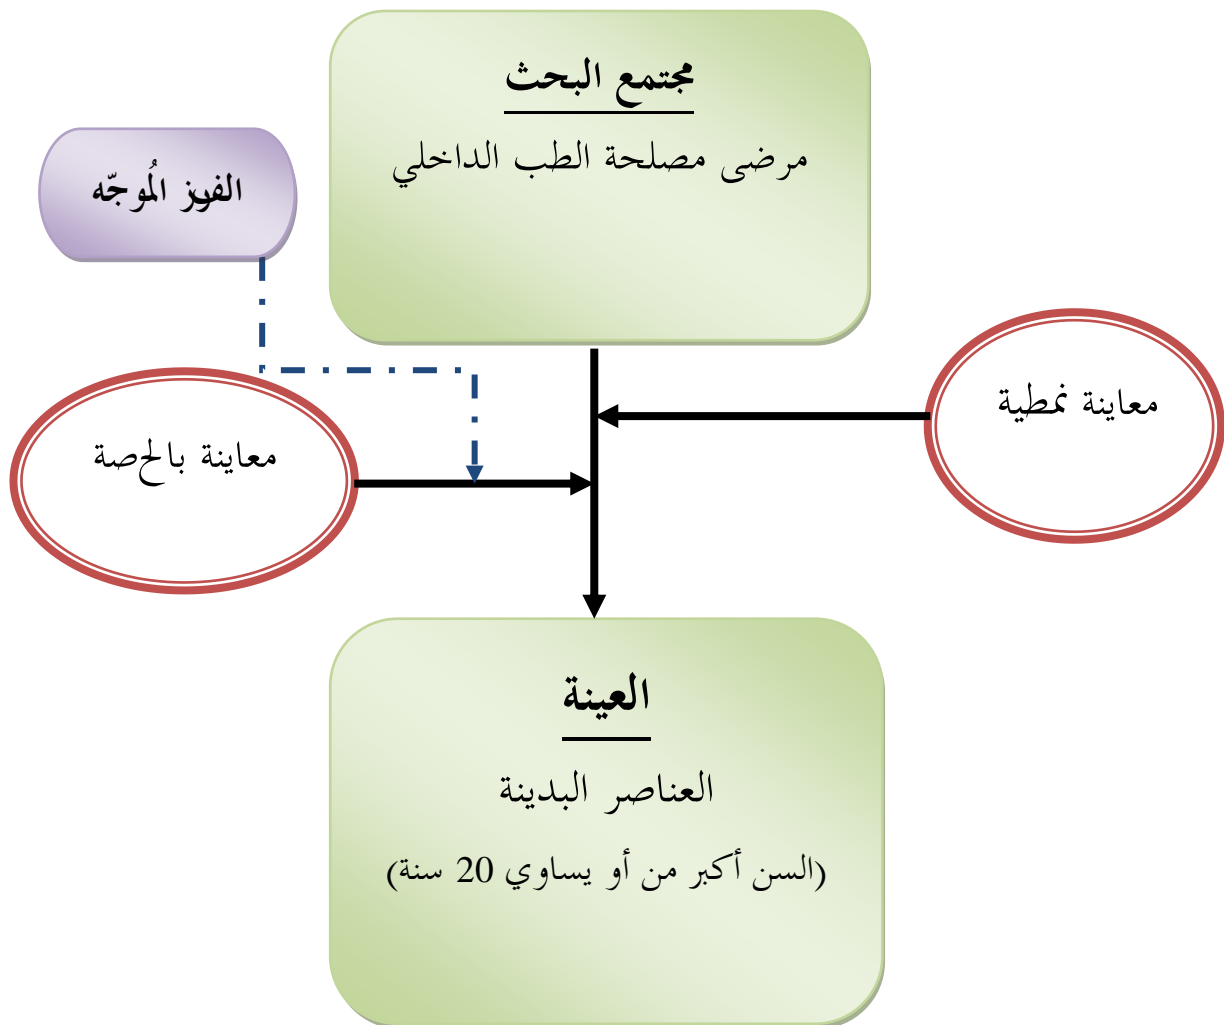 مجتمع البحث
مرضى مصلحة الطب الداخلي
الفرز المُوجّه
معاينة نمطية
معاينة بالحصة
العينة
العناصر البدينة
(السن أكبر من أو يساوي 20 سنة)